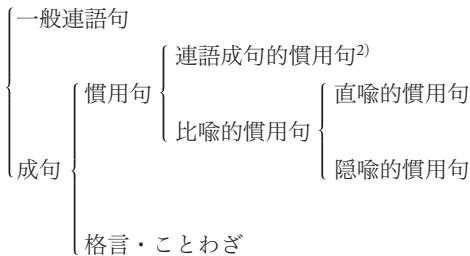 一般連語句
連語成句的慣用句2)
慣用句
直喩的慣用句
比喩的慣用句
成句
隠喩的慣用句
格言・ことわざ